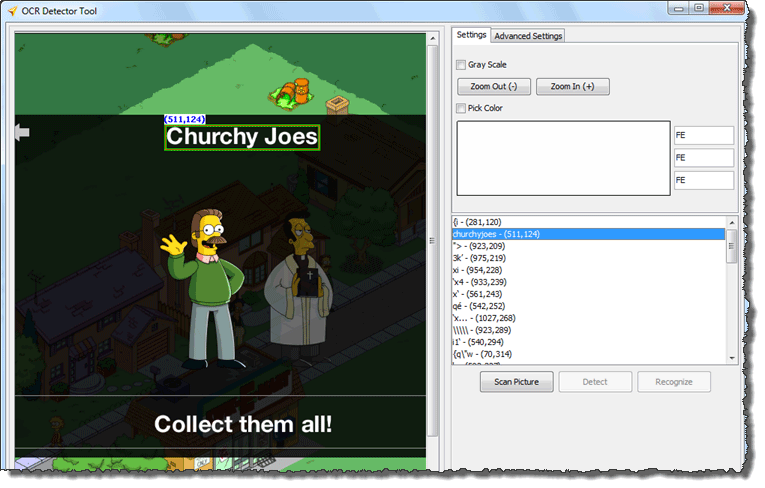 OCR Detector Tool
(511,124)
Churchy Joes
Collect them all!
Settings
Advanced Settings
Gray Scale
Zoom Out (-)
Zoom In (+)
Pick Color
FE
FE
FE
{i - (281,120)
churchyjoes - (511,124)
"> - (923,209)
3k' - (975,219)
xi - (954,228)
'x4 - (933,239)
x' - (561,243)
qé - (542,252)
'x... - (1027,268)
\\\\\ - (923,289)
i1' - (540,294)
{q\"w - (70,314)
Scan Picture
Detect
Recognize